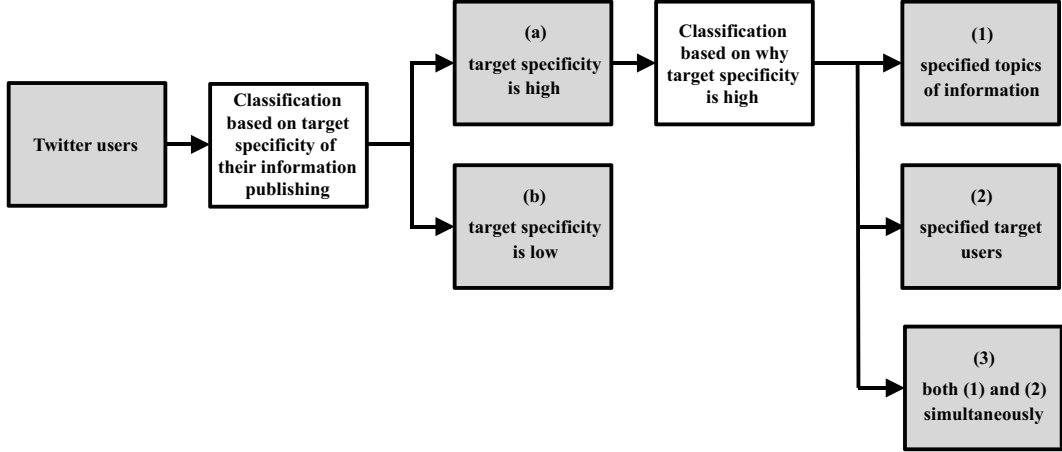 Twitter users
Classification
based on target
specificity of
their information
publishing
(a)
target specificity
is high
(b)
target specificity
is low
Classification
based on why
target specificity
is high
(1)
specified topics
of information
(2)
specified target
users
(3)
both (1) and (2)
simultaneously